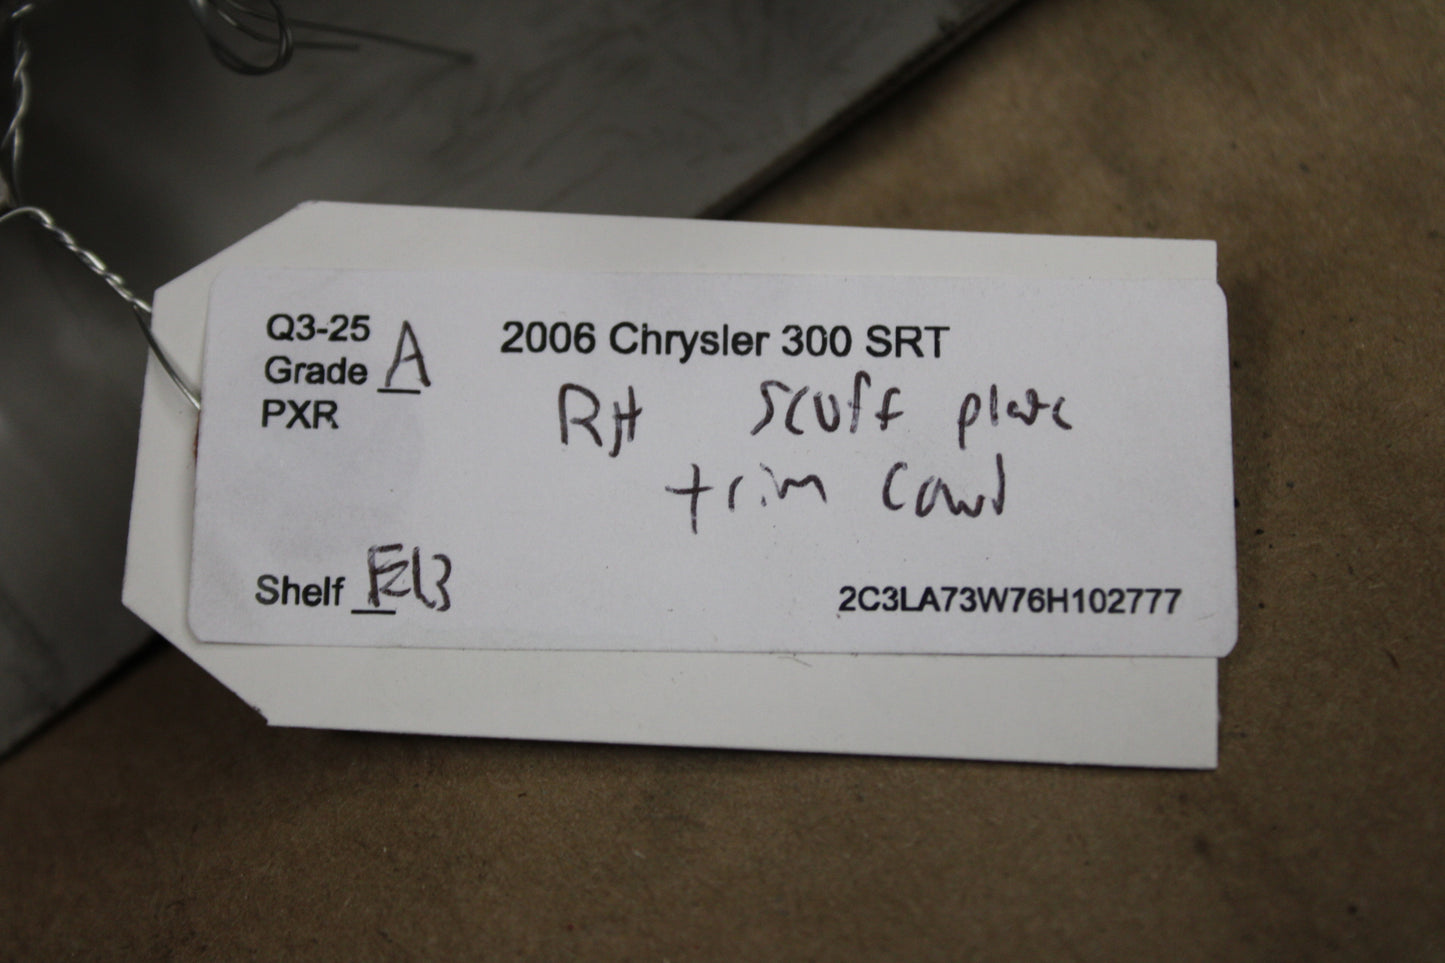 Q3-25
Grade A
PXR
2006 Chrysler 300 SRT
RH scuff plate
trim cowl
Shelf
2C3LA73W76H102777